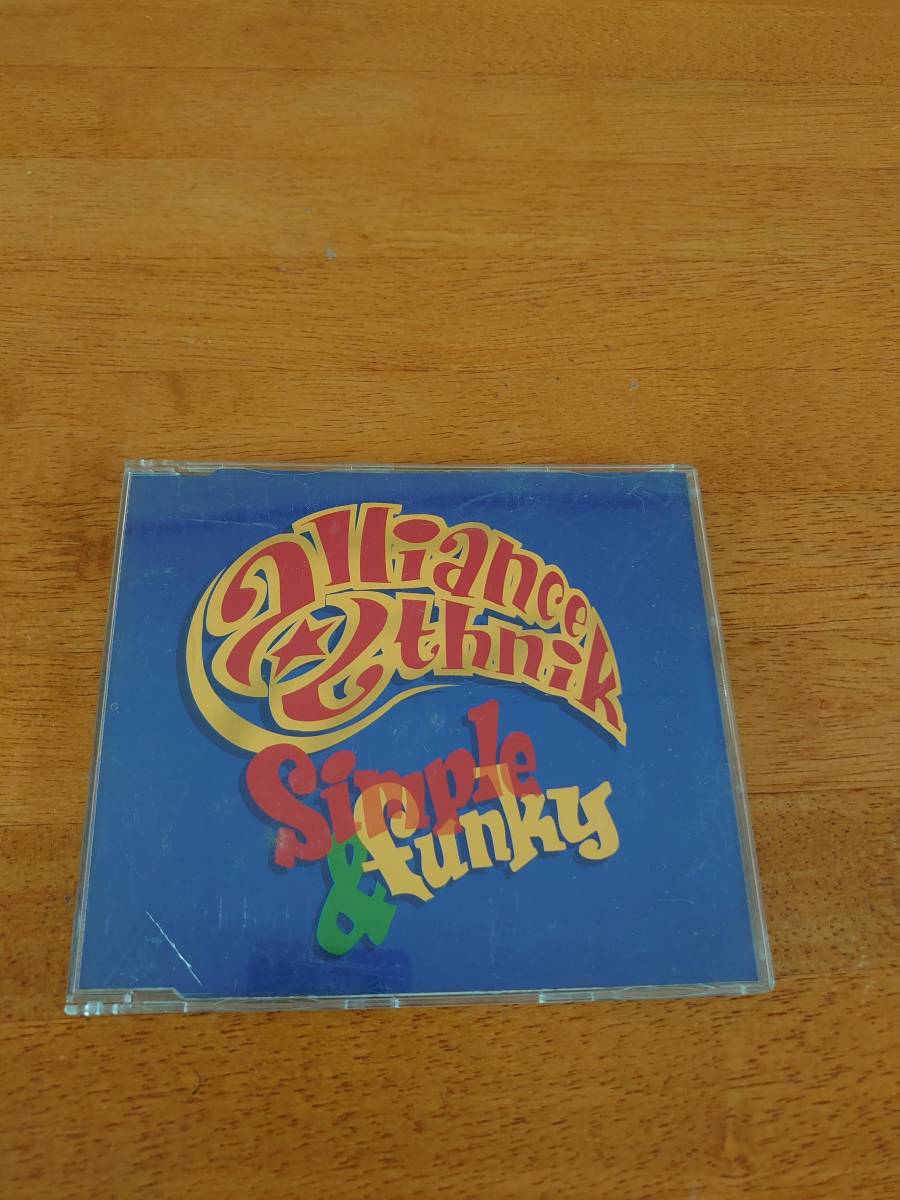 alliance
ethnik
Simple
& funky